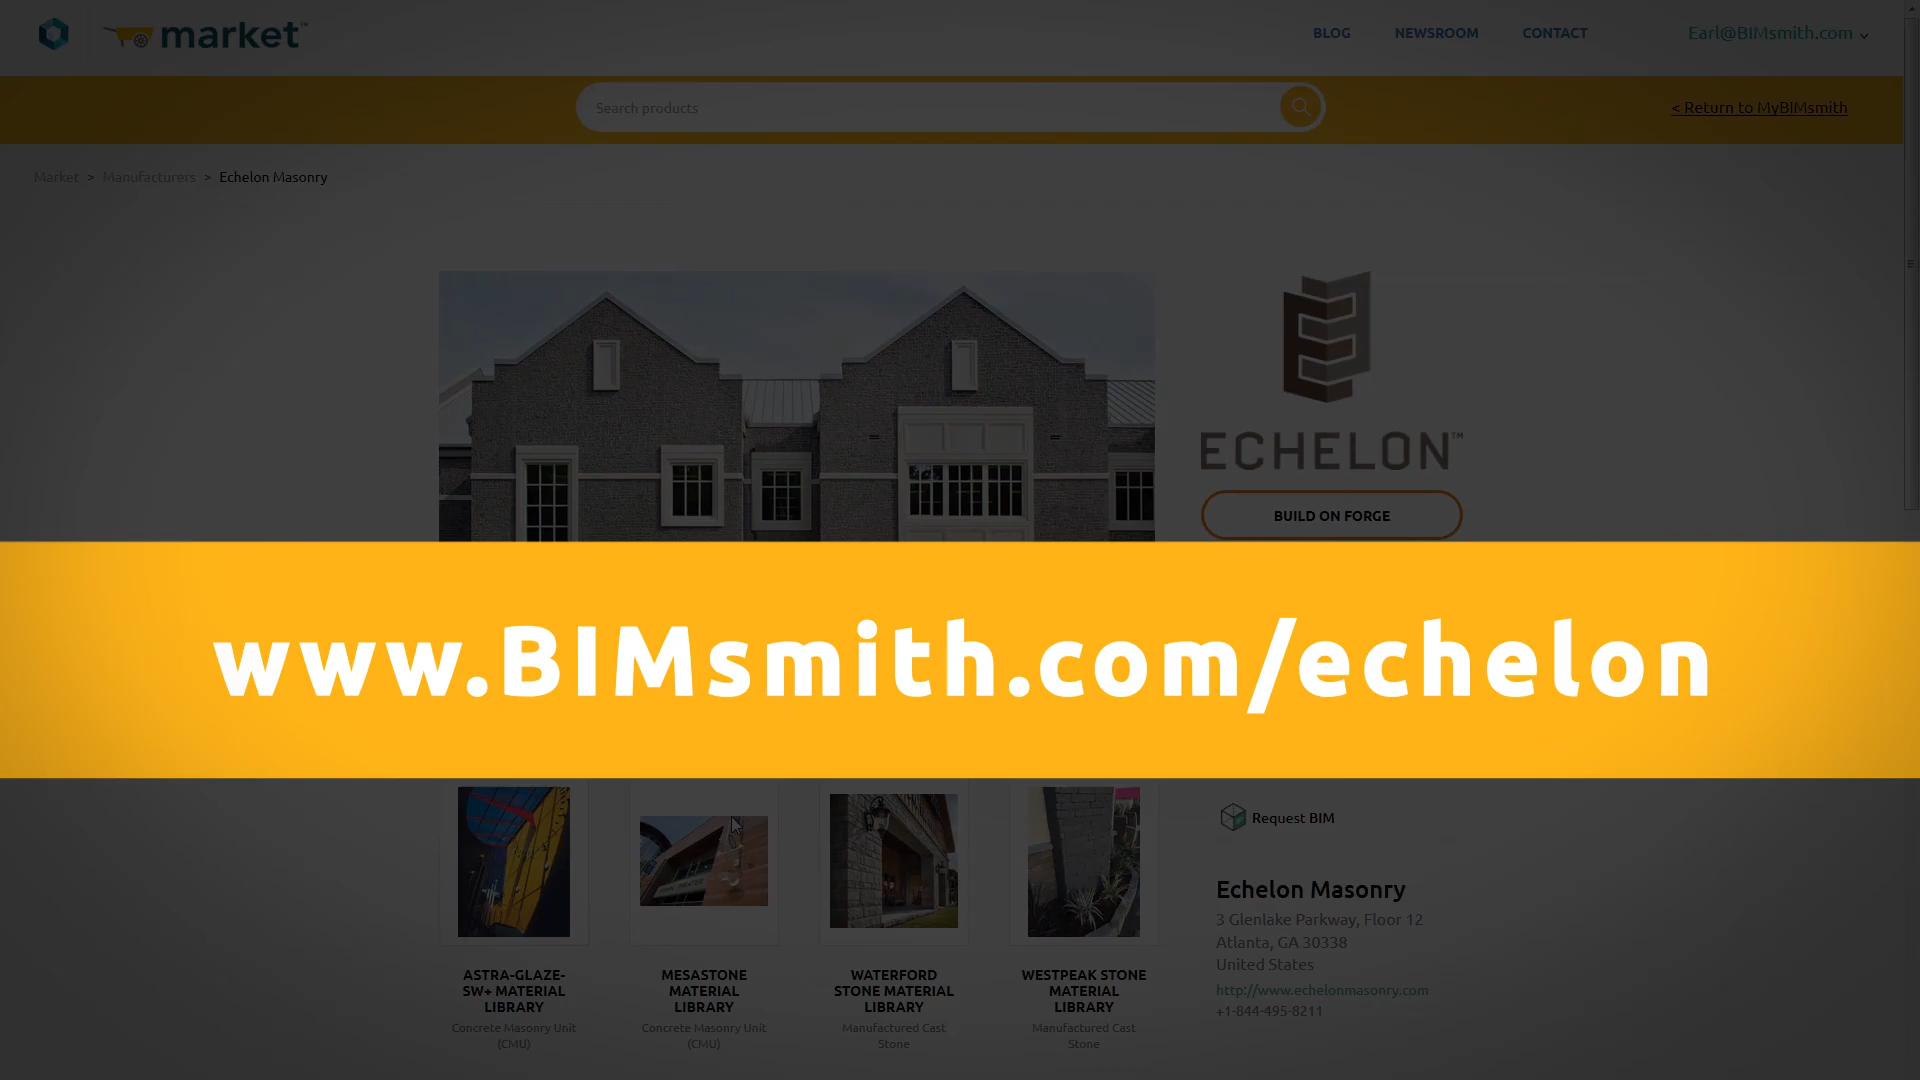 market™
BLOG NEWSROOM CONTACT Earl@BIMsmith.com
Search products
< Return to MyBIMsmith
Market > Manufacturers > Echelon Masonry
ECHELON™
BUILD ON FORGE
www.BIMsmith.com/echelon
Request BIM
ASTRA-GLAZE-
SW+ MATERIAL
LIBRARY
Concrete Masonry Unit
(CMU)
MESASTONE
MATERIAL
LIBRARY
Concrete Masonry Unit
(CMU)
WATERFORD
STONE MATERIAL
LIBRARY
Manufactured Cast
Stone
WESTPEAK STONE
MATERIAL
LIBRARY
Manufactured Cast
Stone
Echelon Masonry
3 Glenlake Parkway, Floor 12
Atlanta, GA 30338
United States
http://www.echelonmasonry.com
+1-844-495-8211